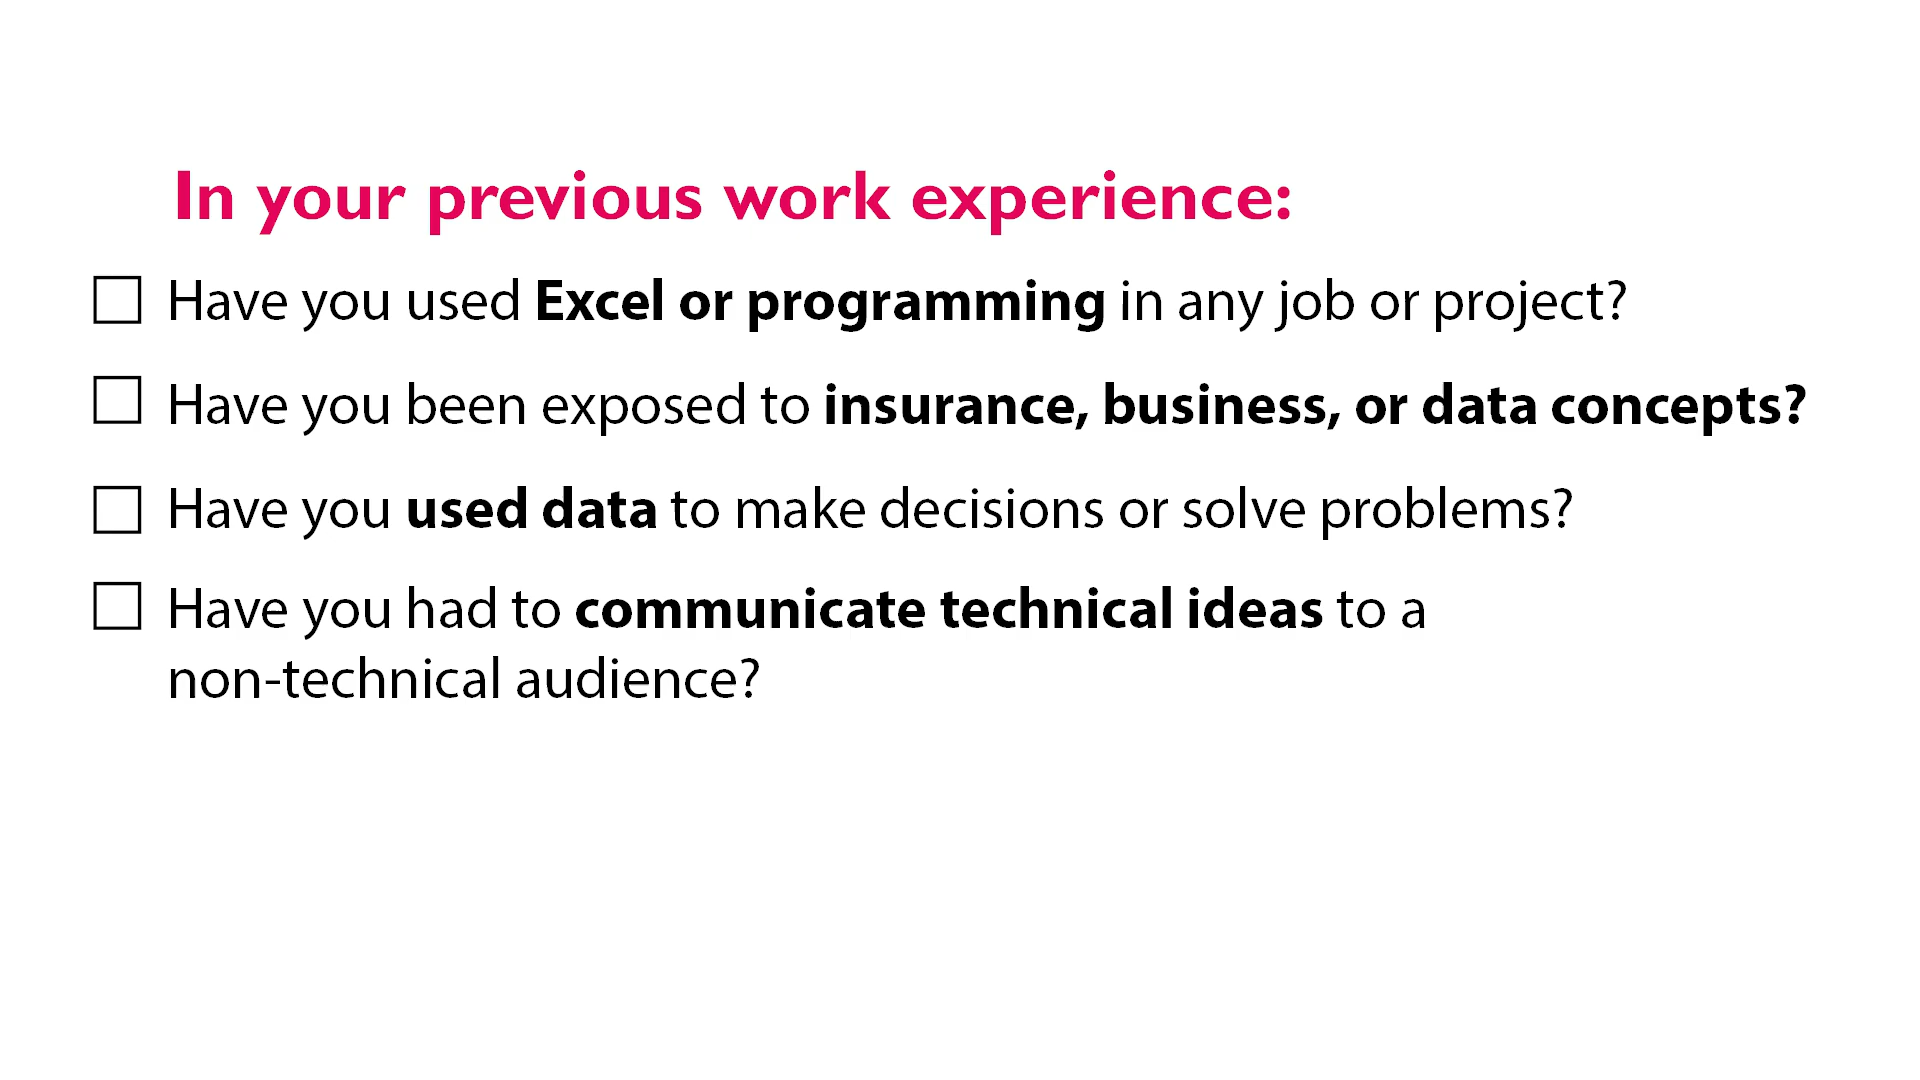 In your previous work experience:
Have you used Excel or programming in any job or project?
Have you been exposed to insurance, business, or data concepts?
Have you used data to make decisions or solve problems?
Have you had to communicate technical ideas to a
non-technical audience?